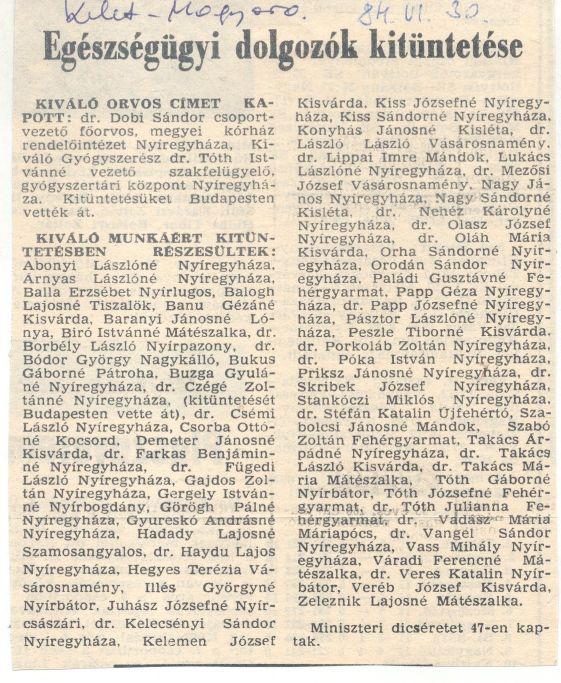 Kelet-Magyaro. 84. VI. 30.
Egészségügyi dolgozók kitüntetése
KIVÁLÓ ORVOS CÍMET KA-
POTT: dr. Dobi Sándor csoport-
vezető főorvos, megyei kórház
rendelőintézet Nyíregyháza, Ki-
váló Gyógyszerész dr. Tóth Ist-
vánné vezető szakfelügyelő,
gyógyszertári központ Nyíregyhá-
za. Kitüntetésüket Budapesten
vették át.
KIVÁLÓ MUNKÁÉRT KITÜN-
TETÉSBEN RÉSZESÜLTEK:
Abonyi Lászlóné Nyíregyháza,
Árnyas Lászlóné Nyíregyháza,
Balla Erzsébet Nyírlugos, Balogh
Lajosné Tiszalök, Banu Gézáné
Kisvárda, Baranyi Jánosné Ló-
nya, Biró Istvánné Mátészalka, dr.
Borbély László Nyírpazony, dr.
Bódor György Nagykálló, Bukus
Gáborné Pátroha, Buzga Gyulá-
né Nyíregyháza, dr. Czégé Zol-
tánné Nyíregyháza, (kitüntetését
Budapesten vette át), dr. Csémi
László Nyíregyháza, Csorba Ottó-
né Kocsord, Demeter Jánosné
Kisvárda, dr. Farkas Benjámin-
né Nyíregyháza, dr. Fügedi
László Nyíregyháza, Gajdos Zol-
tán Nyíregyháza, Gergely István-
né Nyírbogdány, Görögh Pálné
Nyíregyháza, Gyureskó Andrásné
Nyíregyháza, Hadady Lajosné
Szamosangyalos, dr. Haydu Lajos
Nyíregyháza, Hegyes Terézia Vá-
sárosnamény, Illés Györgyné
Nyírbátor, Juhász Józsefné Nyír-
császári, dr. Kelecsényi Sándor
Nyíregyháza, Kelemen József
Kisvárda, Kiss Józsefné Nyíregy-
háza, Kiss Sándorné Nyíregyháza,
Konyhás Jánosné Kisléta, dr.
László László Vásárosnamény,
dr. Lippai Imre Mándok, Lukács
Lászlóné Nyíregyháza, dr. Mezősi
József Vásárosnamény, Nagy Já-
nos Nyíregyháza, Nagy Sándorné
Kisléta, dr. Nehéz Károlyné
Nyíregyháza, dr. Olasz József
Nyíregyháza, dr. Oláh Mária
Kisvárda, Orha Sándorné Nyír-
egyháza, Orodán Sándor Nyír-
egyháza, Paládi Gusztávné Fe-
hérgyarmat, Papp Géza Nyíregy-
háza, dr. Papp Józsefné Nyíregy-
háza, Pásztor Lászlóné Nyíregy-
háza, Peszle Tiborné Kisvárda,
dr. Porkoláb Zoltán Nyíregyháza,
dr. Póka István Nyíregyháza,
Priksz Jánosné Nyíregyháza, dr.
Skribek József Nyíregyháza,
Stankóczi Miklós Nyíregyháza,
dr. Stéfán Katalin Újfehértó, Sza-
bolcsi Jánosné Mándok, Szabó
Zoltán Fehérgyarmat, Takács Ár-
pádné Nyíregyháza, dr. Takács
László Kisvárda, dr. Takács Má-
ria Mátészalka, Tóth Gáborné
Nyírbátor, Tóth Józsefné Fehér-
gyarmat, dr. Tóth Julianna Fe-
hérgyarmat, dr. Vadász Mária
Máriapócs, dr. Vangel Sándor
Nyíregyháza, Vass Mihály Nyír-
egyháza, Váradi Ferencné Má-
tészalka, dr. Veres Katalin Nyír-
bátor, Veréb József Kisvárda,
Zeleznik Lajosné Mátészalka.
Miniszteri dicséretet 47-en kap-
tak.